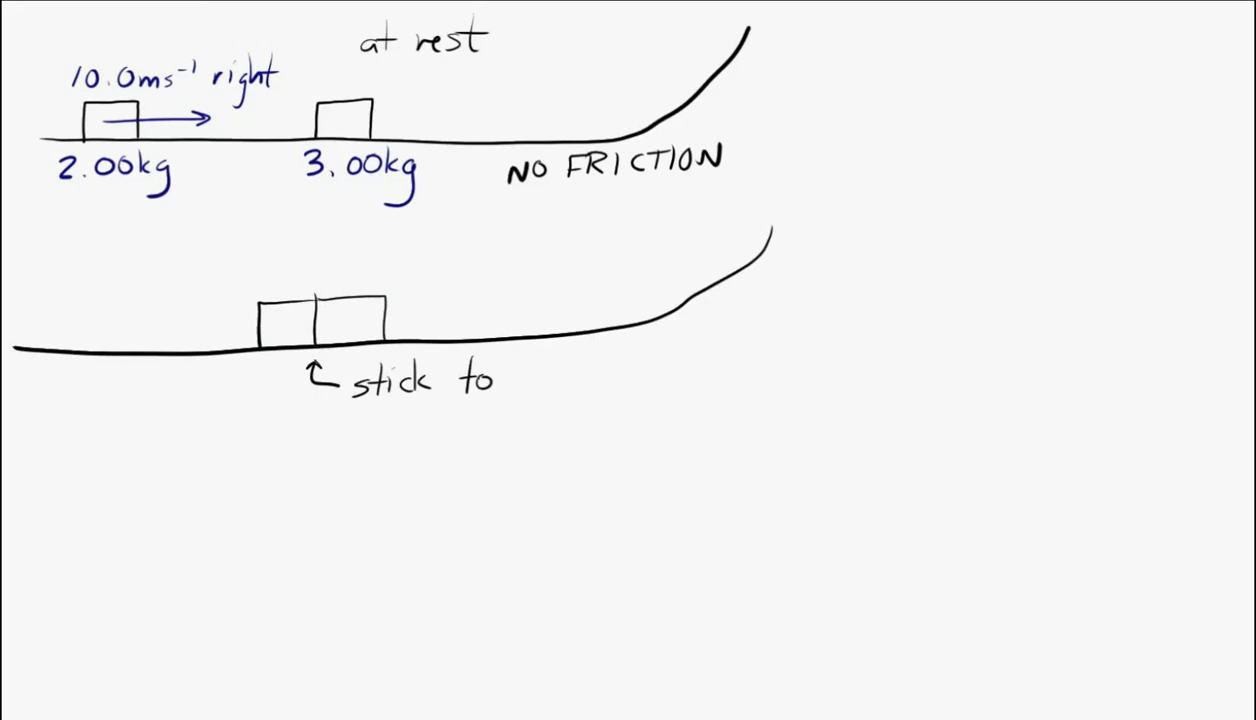 at rest
10.0ms⁻¹ right
2.00kg
3.00kg
NO FRICTION
stick to